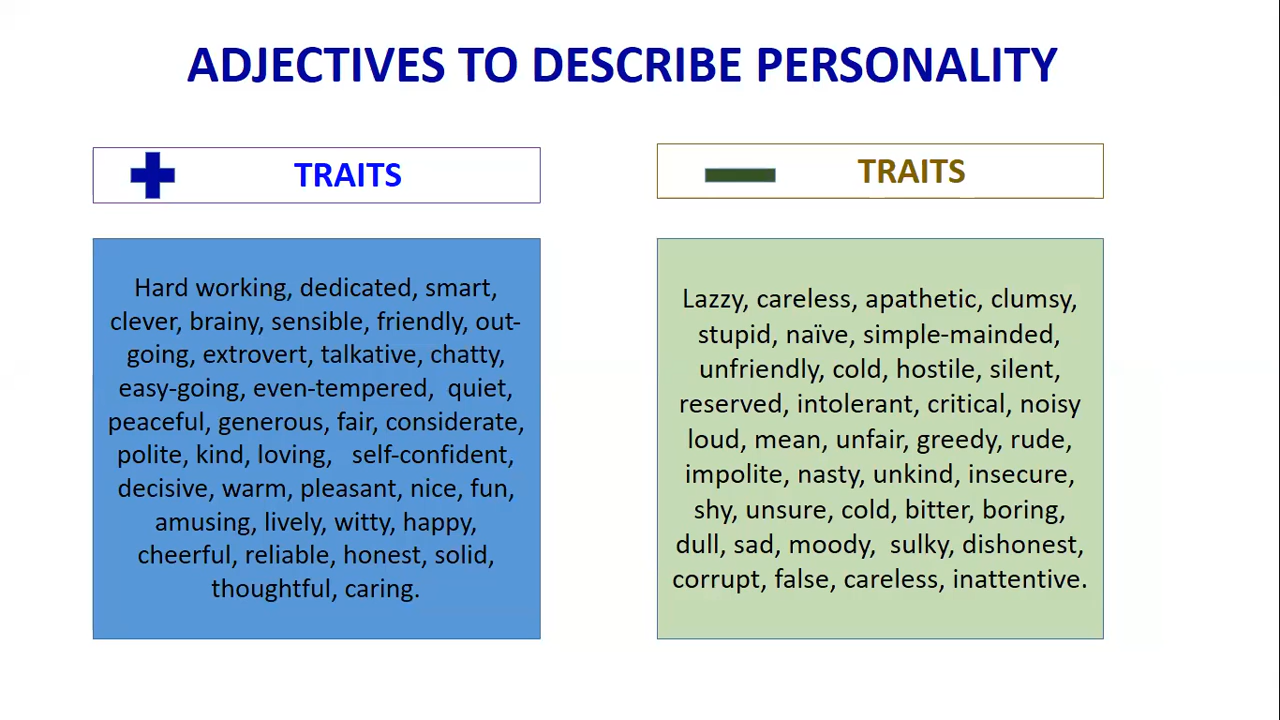 ADJECTIVES TO DESCRIBE PERSONALITY
TRAITS
Hard working, dedicated, smart,
clever, brainy, sensible, friendly, out-
going, extrovert, talkative, chatty,
easy-going, even-tempered, quiet,
peaceful, generous, fair, considerate,
polite, kind, loving, self-confident,
decisive, warm, pleasant, nice, fun,
amusing, lively, witty, happy,
cheerful, reliable, honest, solid,
thoughtful, caring.
TRAITS
Lazzy, careless, apathetic, clumsy,
stupid, naïve, simple-mainded,
unfriendly, cold, hostile, silent,
reserved, intolerant, critical, noisy
loud, mean, unfair, greedy, rude,
impolite, nasty, unkind, insecure,
shy, unsure, cold, bitter, boring,
dull, sad, moody, sulky, dishonest,
corrupt, false, careless, inattentive.